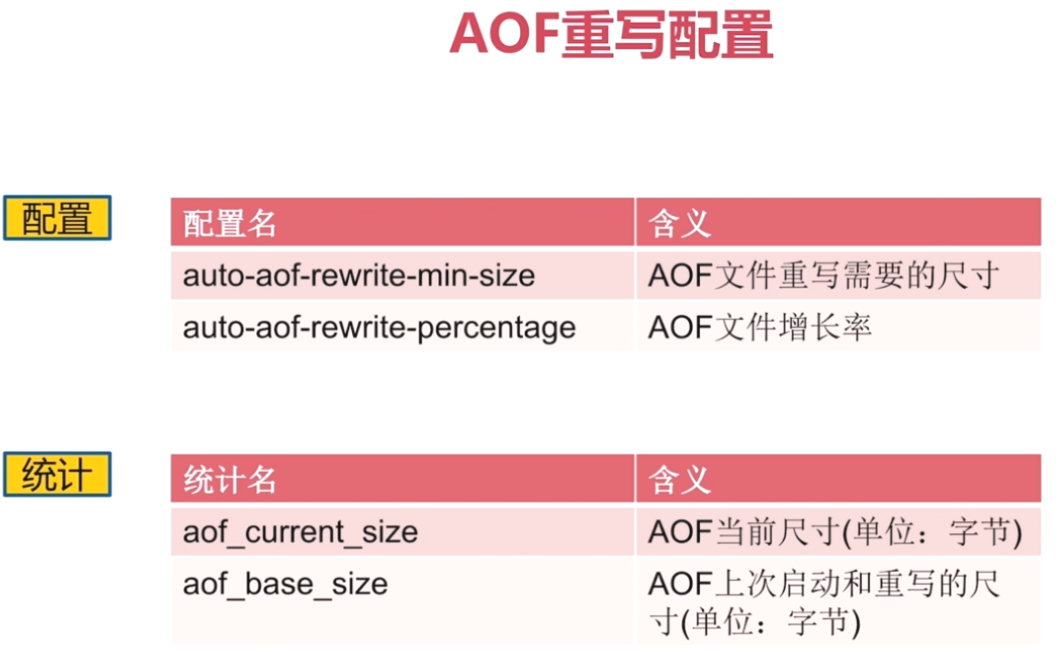 AOF重写配置
配置
配置名 含义
auto-aof-rewrite-min-size AOF文件重写需要的尺寸
auto-aof-rewrite-percentage AOF文件增长率
统计
统计名 含义
aof_current_size AOF当前尺寸(单位：字节)
aof_base_size AOF上次启动和重写的尺
寸(单位：字节)